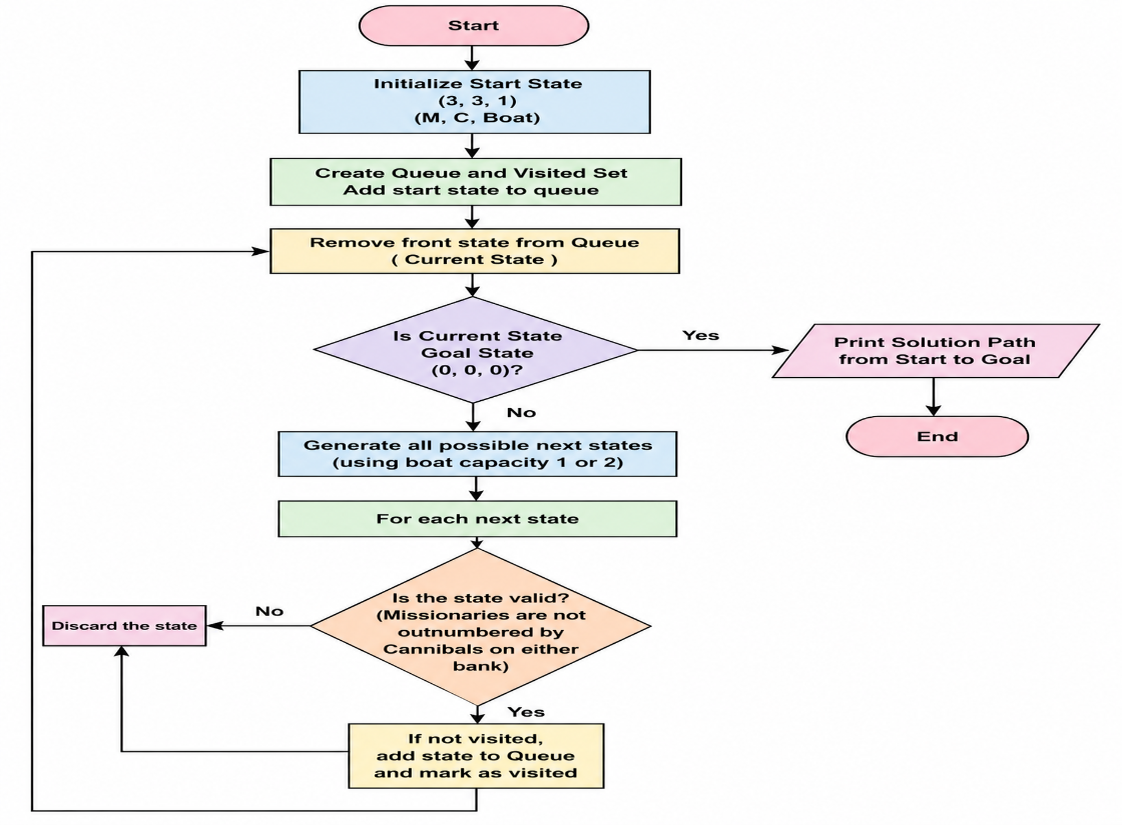 Start
Initialize Start State
(3, 3, 1)
(M, C, Boat)
Create Queue and Visited Set
Add start state to queue
Remove front state from Queue
( Current State )
Is Current State
Goal State
(0, 0, 0)?
Yes
Print Solution Path
from Start to Goal
End
No
Generate all possible next states
(using boat capacity 1 or 2)
For each next state
Is the state valid?
(Missionaries are not
outnumbered by
Cannibals on either
bank)
No
Discard the state
Yes
If not visited,
add state to Queue
and mark as visited